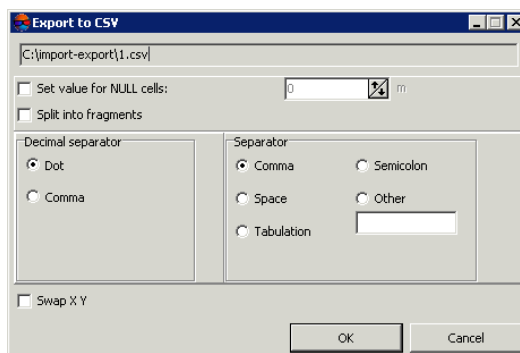 Export to CSV
C:\import-export\1.csv
Set value for NULL cells: 0 m
Split into fragments
Decimal separator Separator
Dot Comma Semicolon
Comma Space Other
Tabulation
Swap X Y
OK Cancel